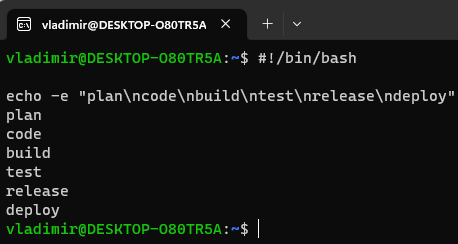 vladimir@DESKTOP-O80TR5A
vladimir@DESKTOP-O80TR5A:~$ #!/bin/bash
echo -e "plan\ncode\nbuild\ntest\nrelease\ndeploy"
plan
code
build
test
release
deploy
vladimir@DESKTOP-O80TR5A:~$